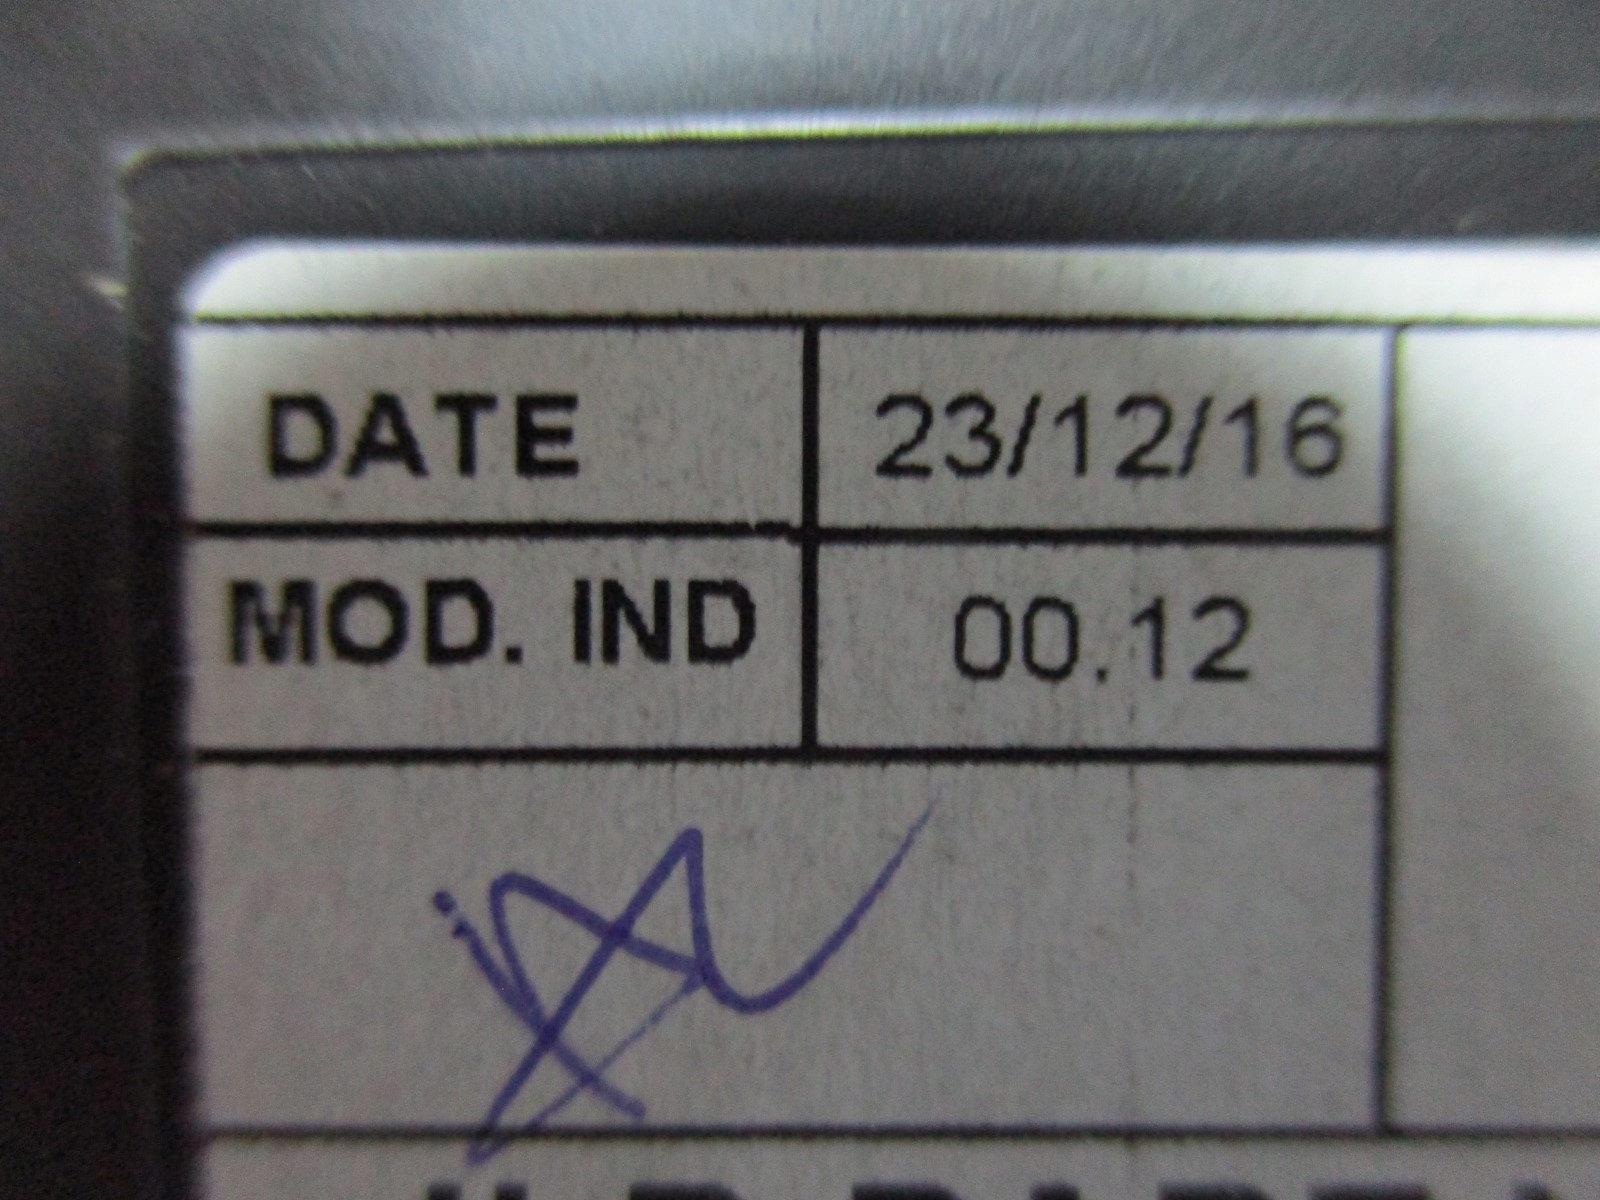 DATE 23/12/16
MOD. IND 00.12